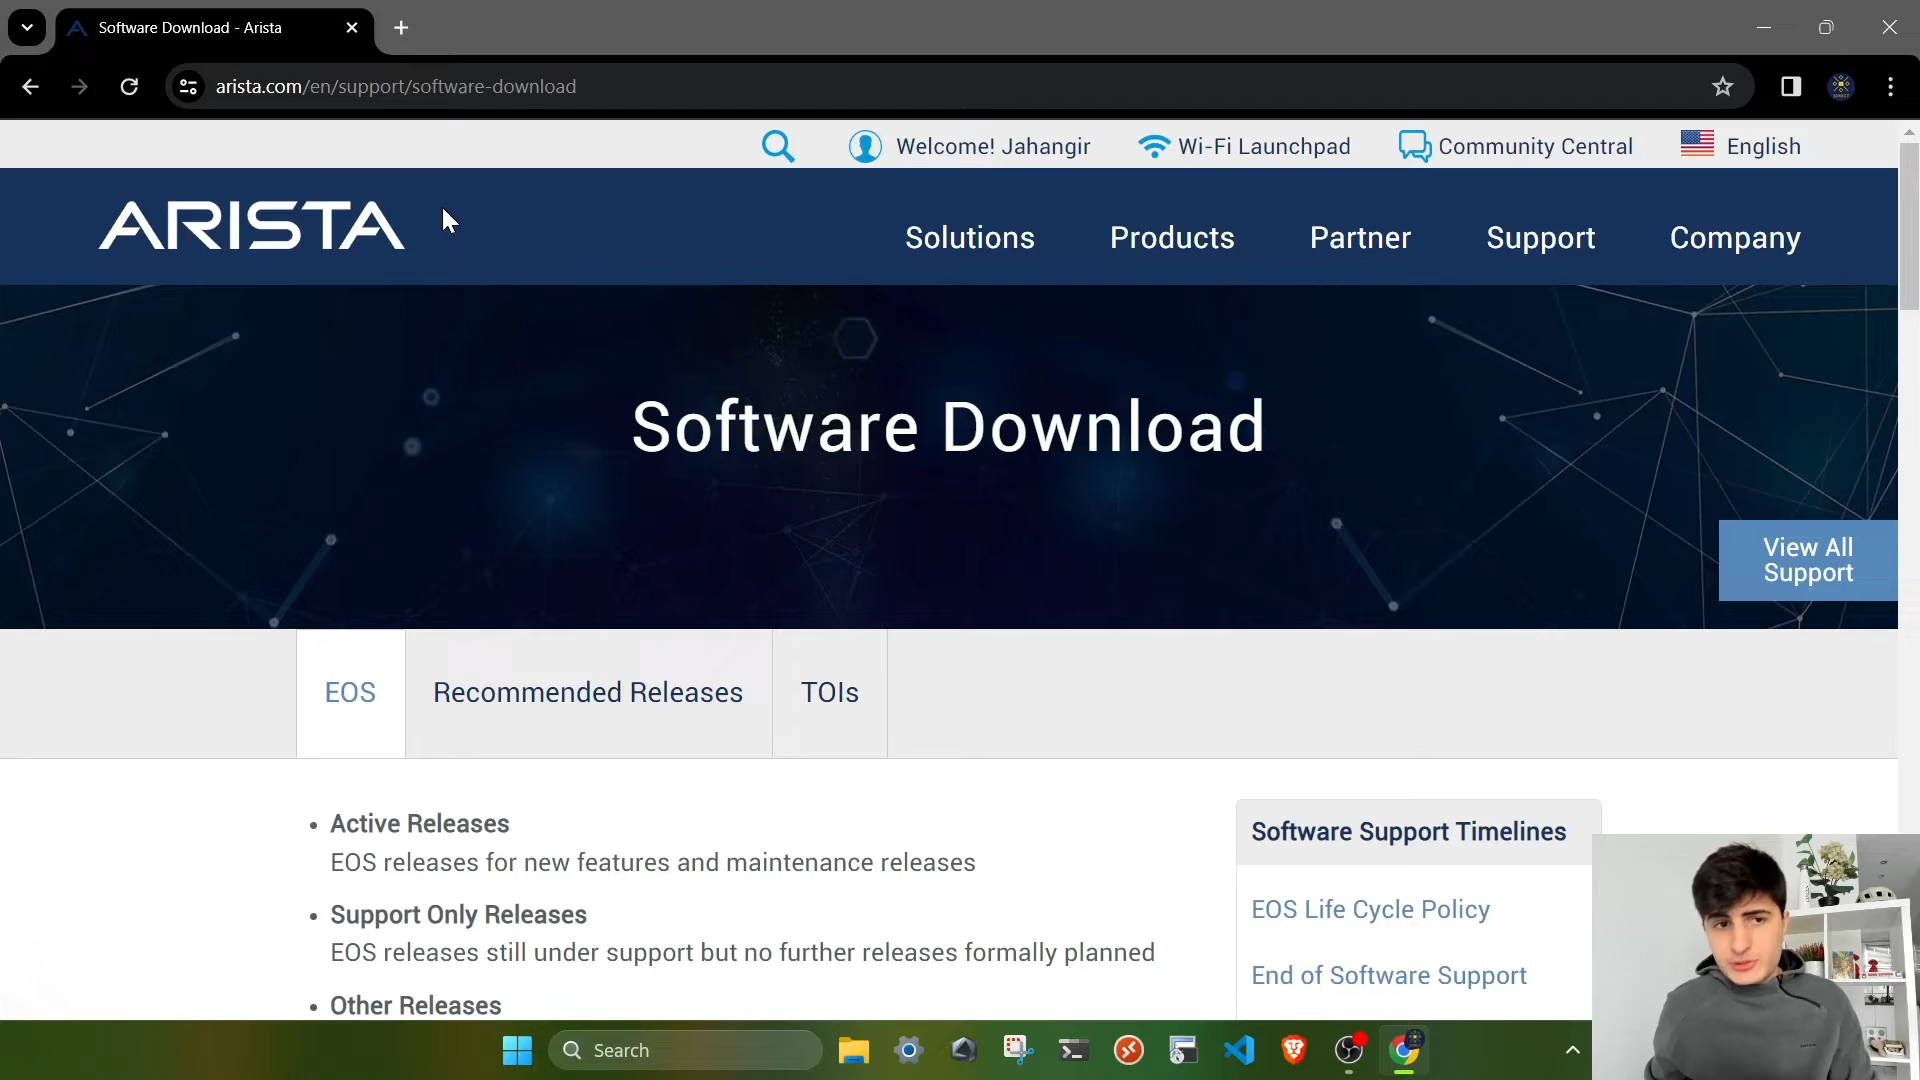 Software Download - Arista
arista.com/en/support/software-download
Welcome! Jahangir
Wi-Fi Launchpad
Community Central
English
ARISTA
Solutions
Products
Partner
Support
Company
Software Download
View All
Support
EOS
Recommended Releases
TOIs
• Active Releases
EOS releases for new features and maintenance releases
• Support Only Releases
EOS releases still under support but no further releases formally planned
• Other Releases
Software Support Timelines
EOS Life Cycle Policy
End of Software Support
Search